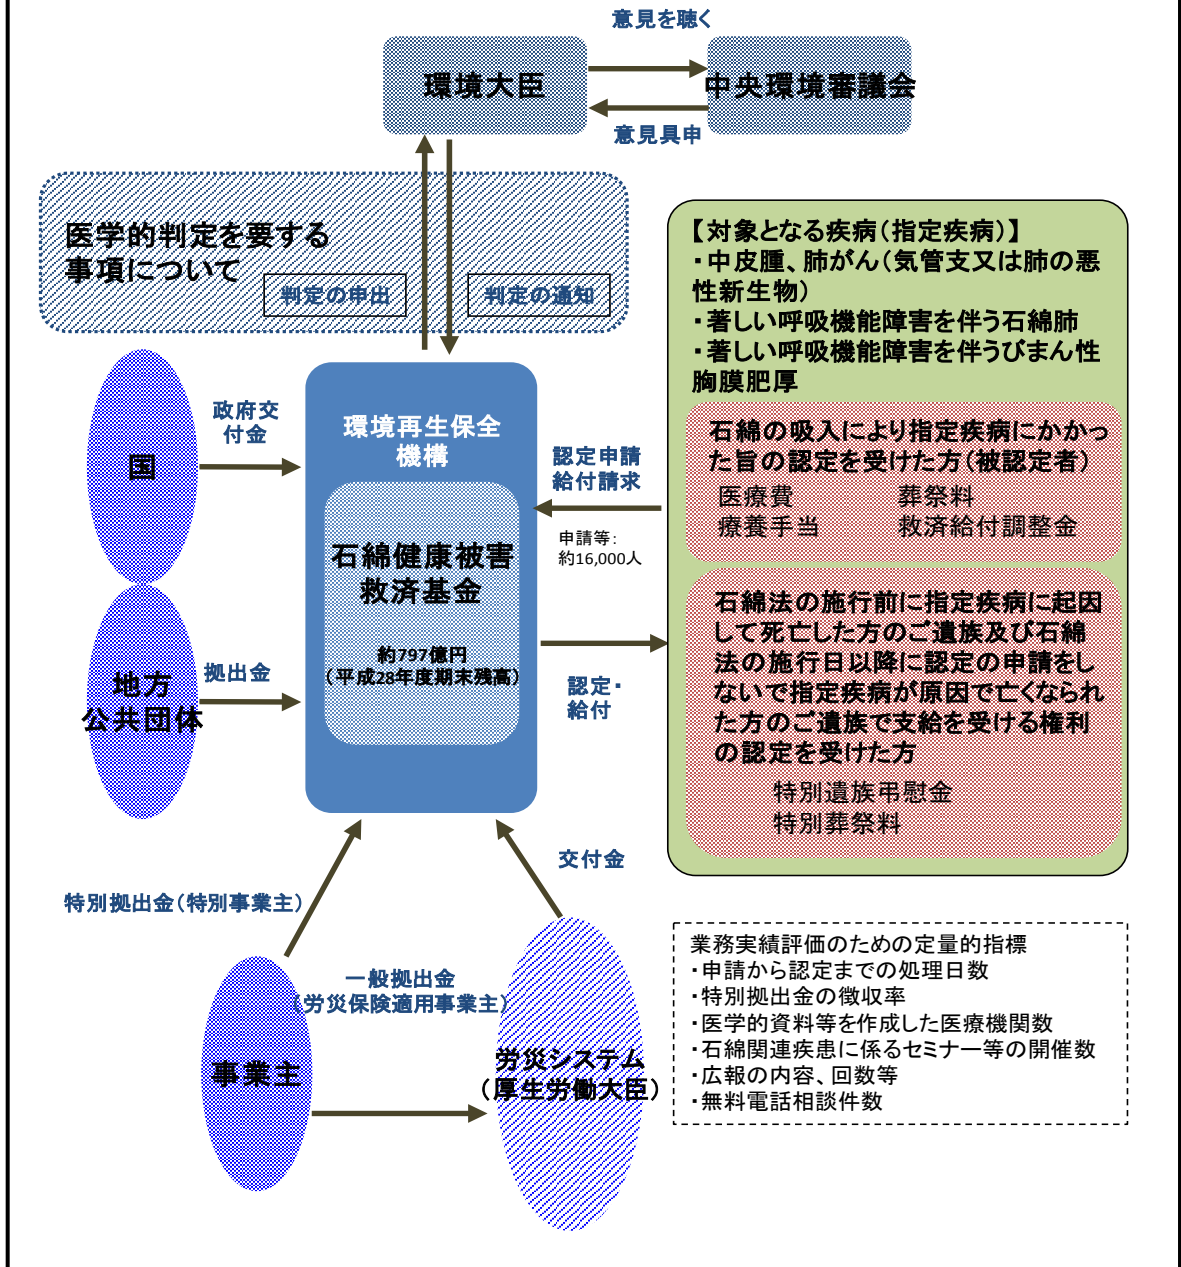 意見を聴く
環境大臣
中央環境審議会
意見具申
医学的判定を要する
事項について
判定の申出
判定の通知
【対象となる疾病(指定疾病)】
・中皮腫、肺がん(気管支又は肺の悪
性新生物)
・著しい呼吸機能障害を伴う石綿肺
・著しい呼吸機能障害を伴うびまん性
胸膜肥厚
石綿の吸入により指定疾病にかかっ
た旨の認定を受けた方(被認定者)
医療費 葬祭料
療養手当 救済給付調整金
石綿法の施行前に指定疾病に起因
して死亡した方のご遺族及び石綿
法の施行日以降に認定の申請をし
ないで指定疾病が原因で亡くなられ
た方のご遺族で支給を受ける権利
の認定を受けた方
特別遺族弔慰金
特別葬祭料
国
政府交
付金
環境再生保全
機構
認定申請
給付請求
申請等:
約16,000人
石綿健康被害
救済基金
約797億円
(平成28年度期末残高)
地方
公共団体
拠出金
認定・
給付
交付金
特別拠出金(特別事業主)
一般拠出金
(労災保険適用事業主)
事業主
労災システム
(厚生労働大臣)
業務実績評価のための定量的指標
・申請から認定までの処理日数
・特別拠出金の徴収率
・医学的資料等を作成した医療機関数
・石綿関連疾患に係るセミナー等の開催数
・広報の内容、回数等
・無料電話相談件数